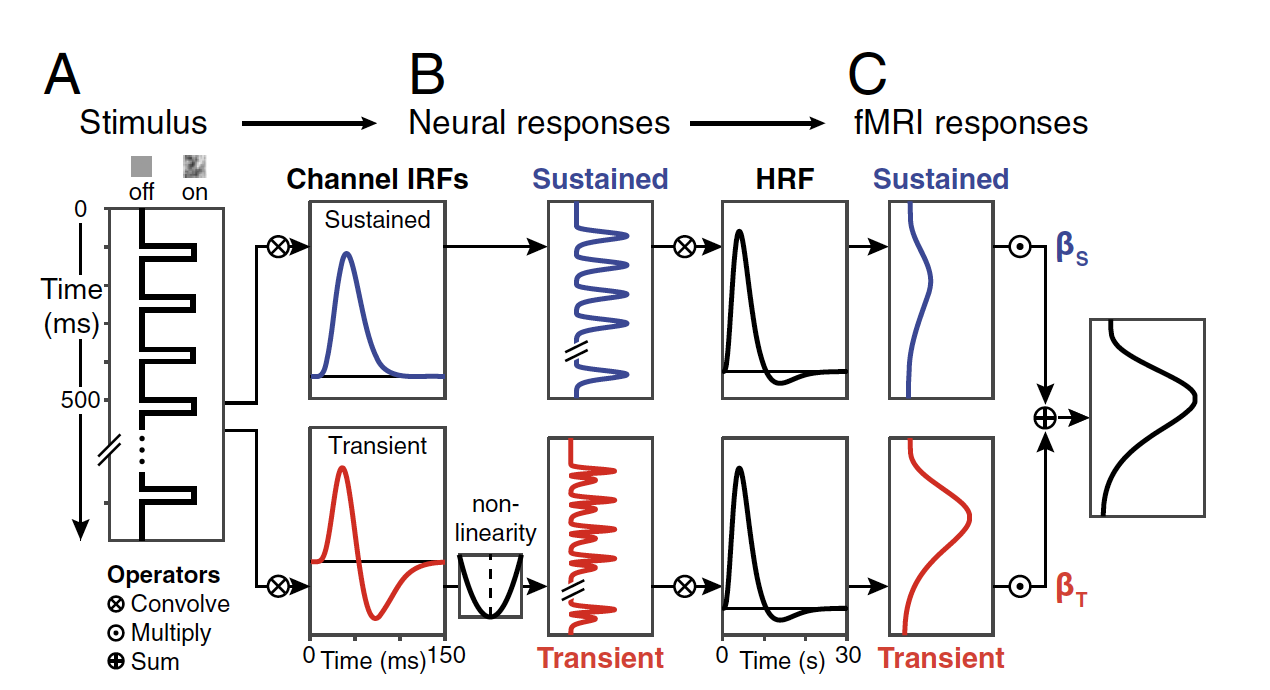 A
B
C
Stimulus
Neural responses
fMRI responses
off
on
Channel IRFs
Sustained
HRF
Sustained
0
Time
(ms)
500
Sustained
βS
Transient
non-
linearity
βT
Operators
Convolve
Multiply
Sum
0 Time (ms) 150
Transient
0 Time (s) 30
Transient